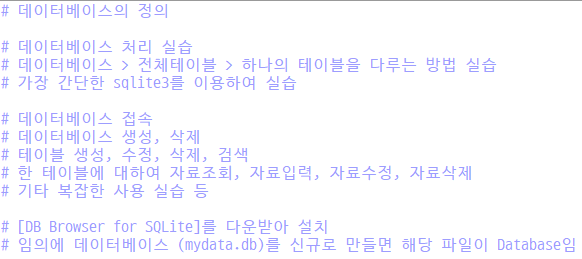 # 데이터베이스의 정의
# 데이터베이스 처리 실습
# 데이터베이스 > 전체테이블 > 하나의 테이블을 다루는 방법 실습
# 가장 간단한 sqlite3를 이용하여 실습
# 데이터베이스 접속
# 데이터베이스 생성, 삭제
# 테이블 생성, 수정, 삭제, 검색
# 한 테이블에 대하여 자료조회, 자료입력, 자료수정, 자료삭제
# 기타 복잡한 사용 실습 등
# [DB Browser for SQLite]를 다운받아 설치
# 임의에 데이터베이스 (mydata.db)를 신규로 만들면 해당 파일이 Database임